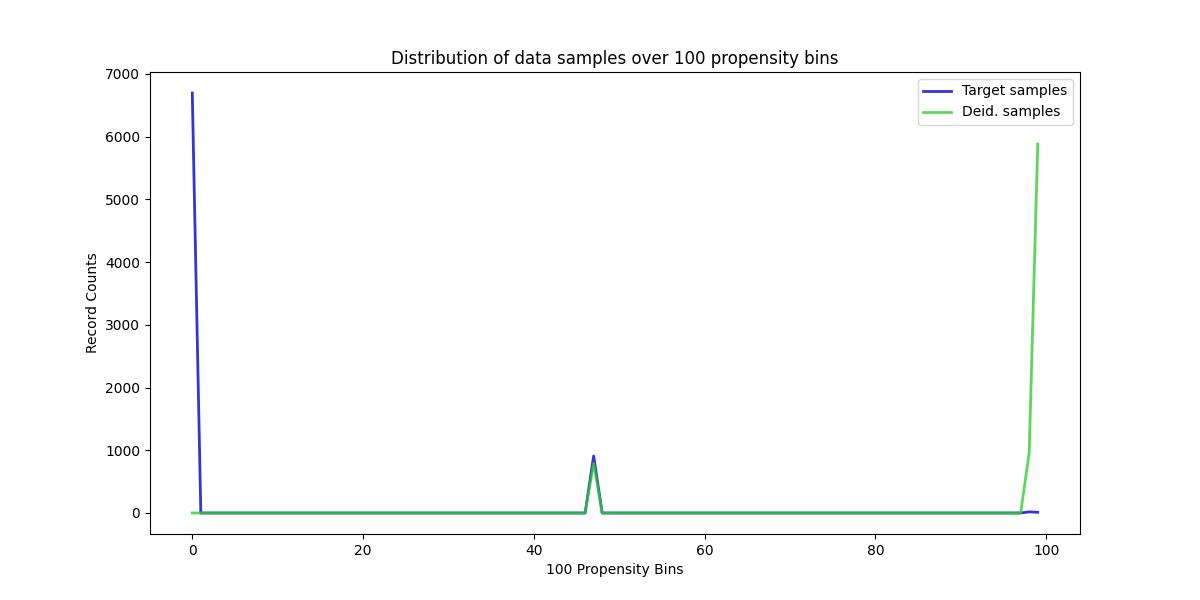 Distribution of data samples over 100 propensity bins
Target samples
Deid. samples
Record Counts
7000
6000
5000
4000
3000
2000
1000
0
0 20 40 60 80 100
100 Propensity Bins